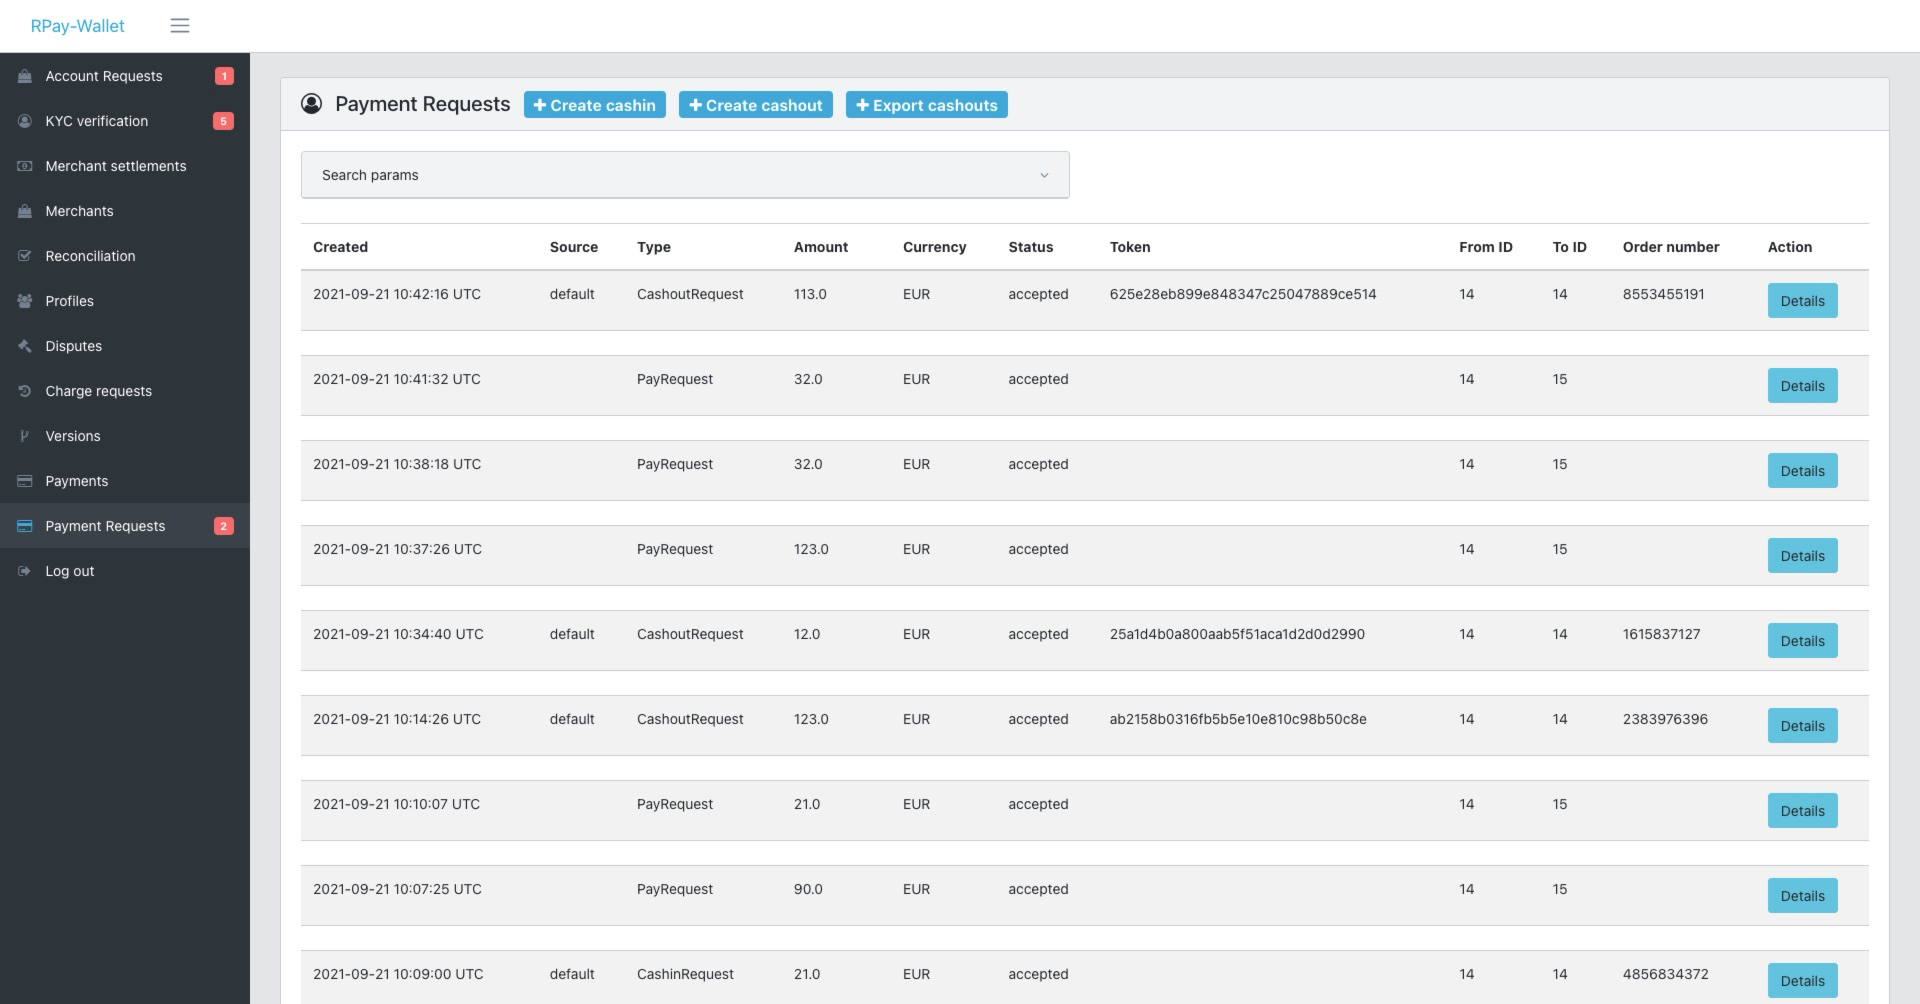 RPay-Wallet
Account Requests 1
KYC verification 5
Merchant settlements
Merchants
Reconciliation
Profiles
Disputes
Charge requests
Versions
Payments
Payment Requests 2
Log out
Payment Requests + Create cashin + Create cashout + Export cashouts
Search params
Created Source Type Amount Currency Status Token From ID To ID Order number Action
2021-09-21 10:42:16 UTC default CashoutRequest 113.0 EUR accepted 625e28eb899e848347c25047889ce514 14 14 8553455191 Details
2021-09-21 10:41:32 UTC PayRequest 32.0 EUR accepted 14 15 Details
2021-09-21 10:38:18 UTC PayRequest 32.0 EUR accepted 14 15 Details
2021-09-21 10:37:26 UTC PayRequest 123.0 EUR accepted 14 15 Details
2021-09-21 10:34:40 UTC default CashoutRequest 12.0 EUR accepted 25a1d4b0a800aab5f51aca1d2d0d2990 14 14 1615837127 Details
2021-09-21 10:14:26 UTC default CashoutRequest 123.0 EUR accepted ab2158b0316fb5b5e10e810c98b50c8e 14 14 2383976396 Details
2021-09-21 10:10:07 UTC PayRequest 21.0 EUR accepted 14 15 Details
2021-09-21 10:07:25 UTC PayRequest 90.0 EUR accepted 14 15 Details
2021-09-21 10:09:00 UTC default CashinRequest 21.0 EUR accepted 14 14 4856834372 Details